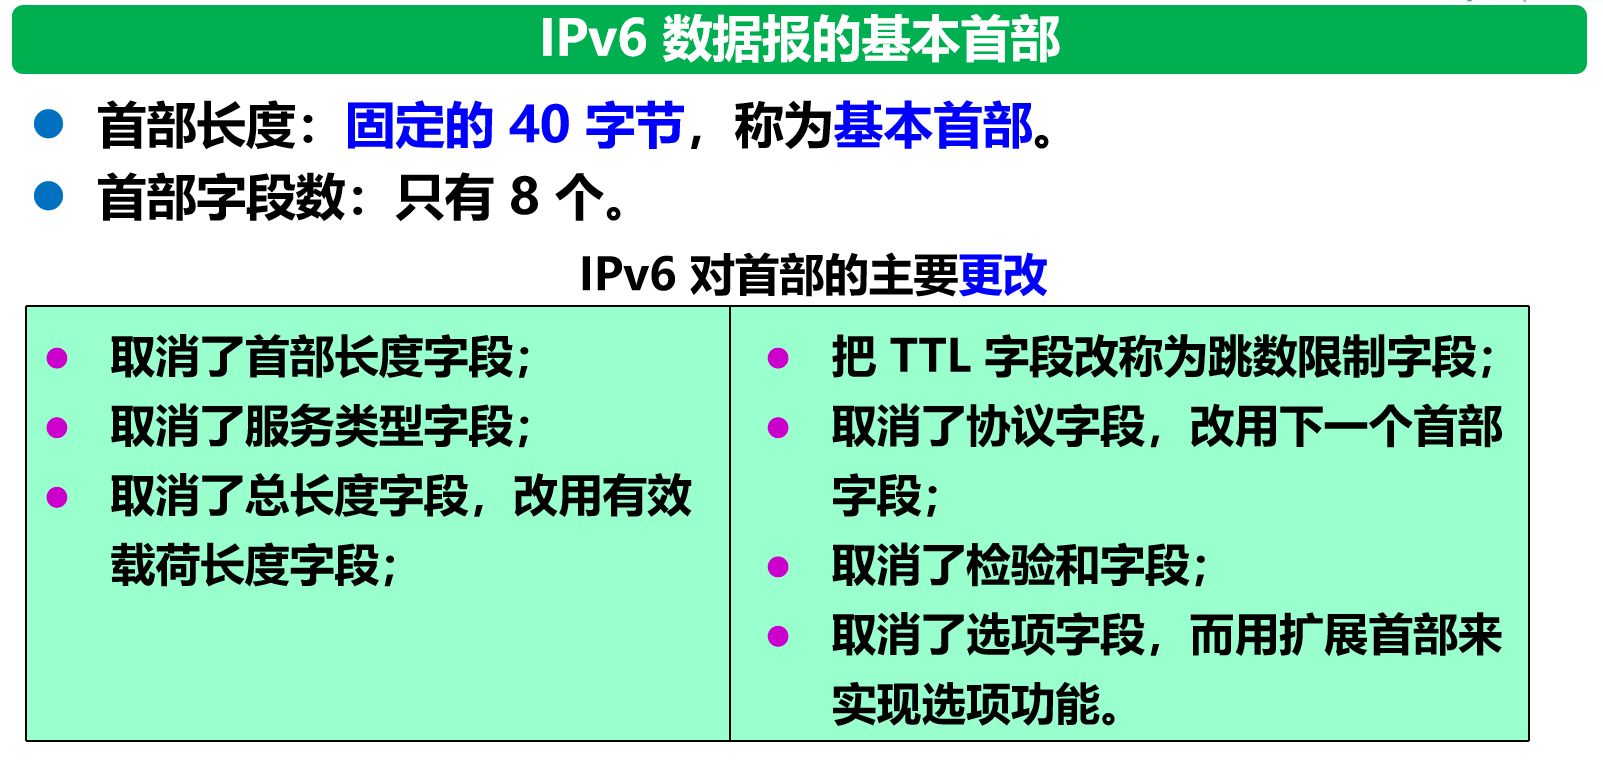 IPv6 数据报的基本首部
首部长度：固定的 40 字节，称为基本首部。
首部字段数：只有 8 个。
IPv6 对首部的主要更改
取消了首部长度字段；
取消了服务类型字段；
取消了总长度字段，改用有效
载荷长度字段；
把 TTL 字段改称为跳数限制字段；
取消了协议字段，改用下一个首部
字段；
取消了检验和字段；
取消了选项字段，而用扩展首部来
实现选项功能。